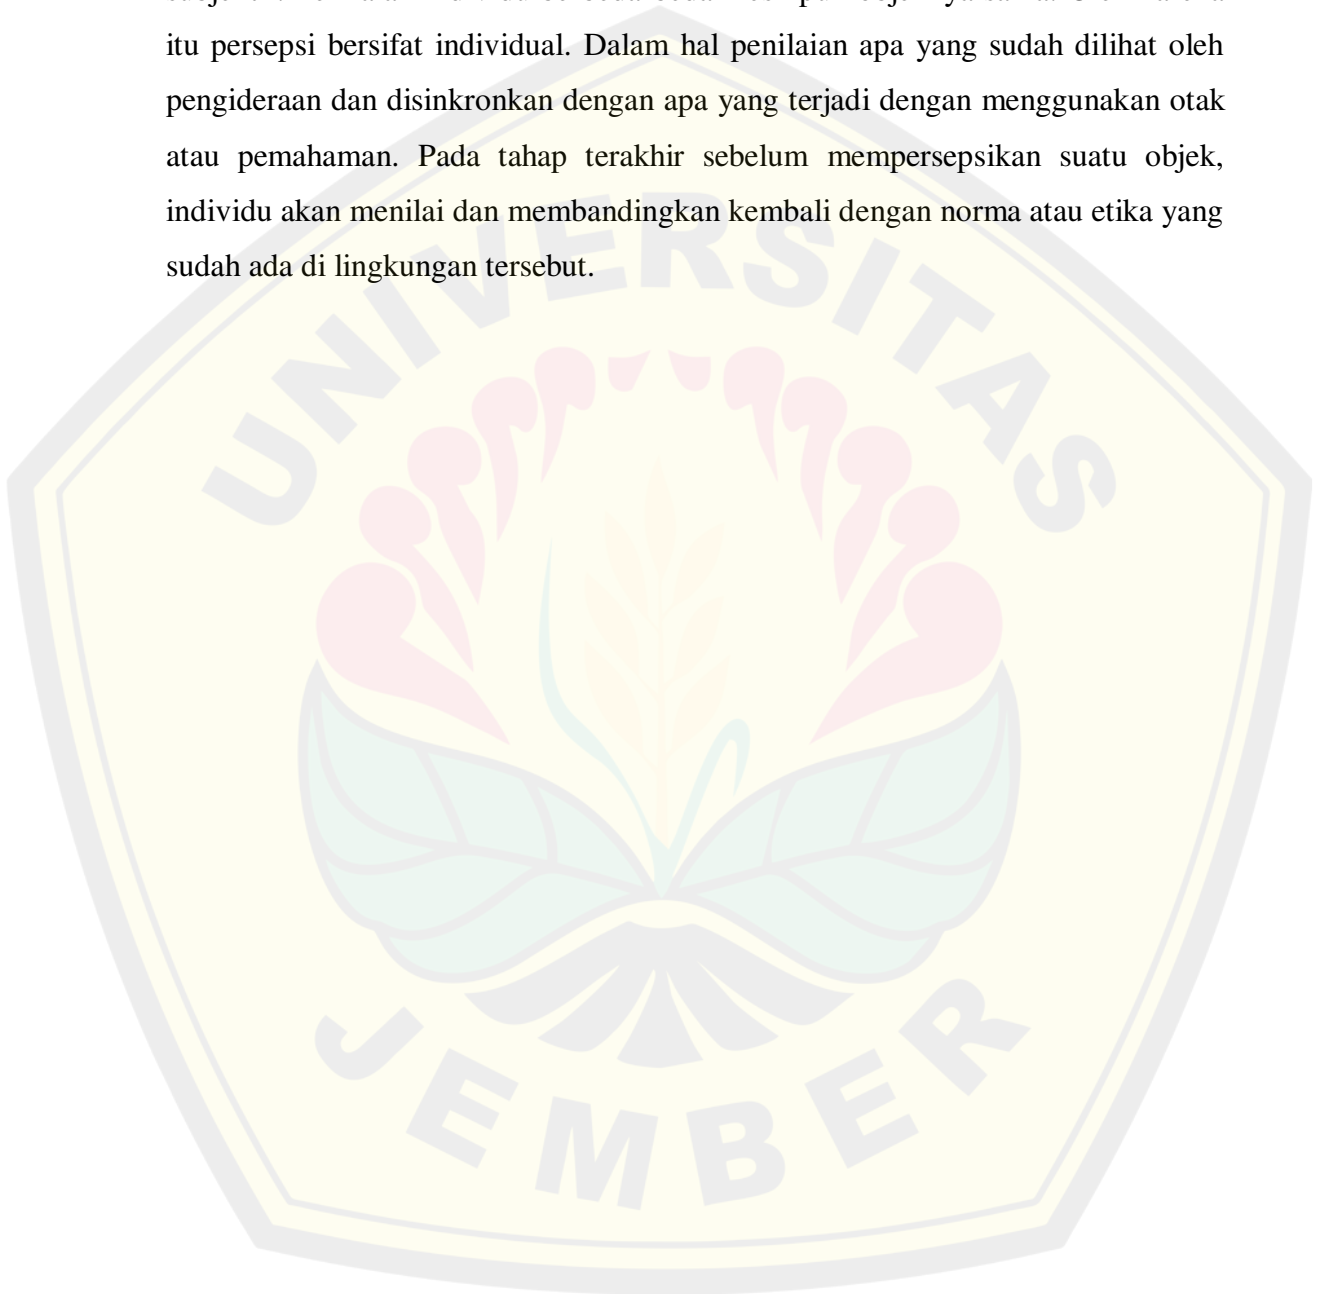 itu persepsi bersifat individual. Dalam hal penilaian apa yang sudah dilihat oleh
pengideraan dan disinkronkan dengan apa yang terjadi dengan menggunakan otak
atau pemahaman. Pada tahap terakhir sebelum mempersepsikan suatu objek,
individu akan menilai dan membandingkan kembali dengan norma atau etika yang
sudah ada di lingkungan tersebut.
UNIVERSITAS
JEMBER